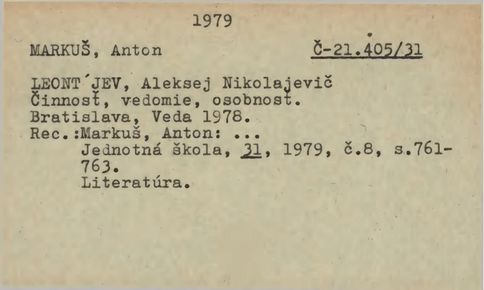 1979
MARKUŠ, Anton Č-21.405/31
LEONT´JEV, Aleksej Nikolajevič
Činnosť, vedomie, osobnosť.
Bratislava, Veda 1978.
Rec.:Markuš, Anton: ...
Jednotná škola, 31, 1979, č.8, s.761-
763.
Literatúra.